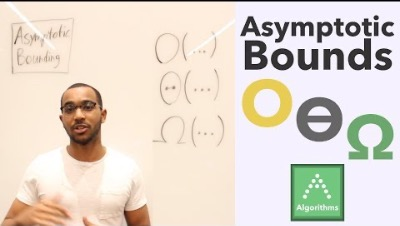 Asymptotic
Bounding
O(...)
Θ(...)
Ω(...)
Asymptotic
Bounds
O
Θ
Ω
Algorithms